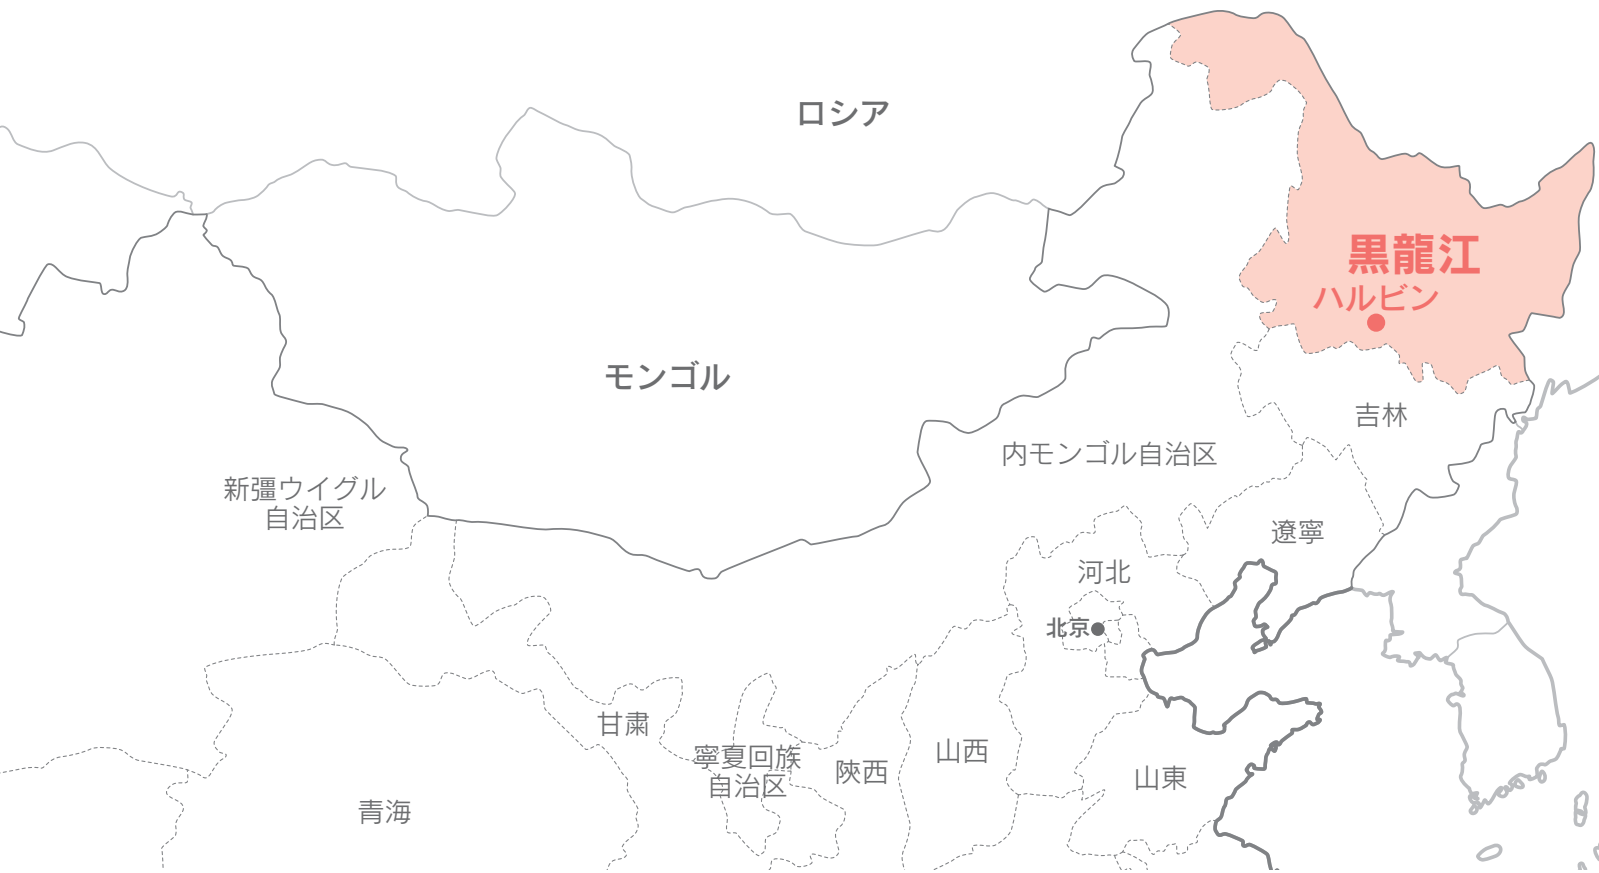 ロシア
黒龍江
ハルビン
モンゴル
吉林
内モンゴル自治区
新彊ウイグル
自治区
遼寧
河北
北京
甘粛
寧夏回族
自治区
陝西
山西
山東
青海